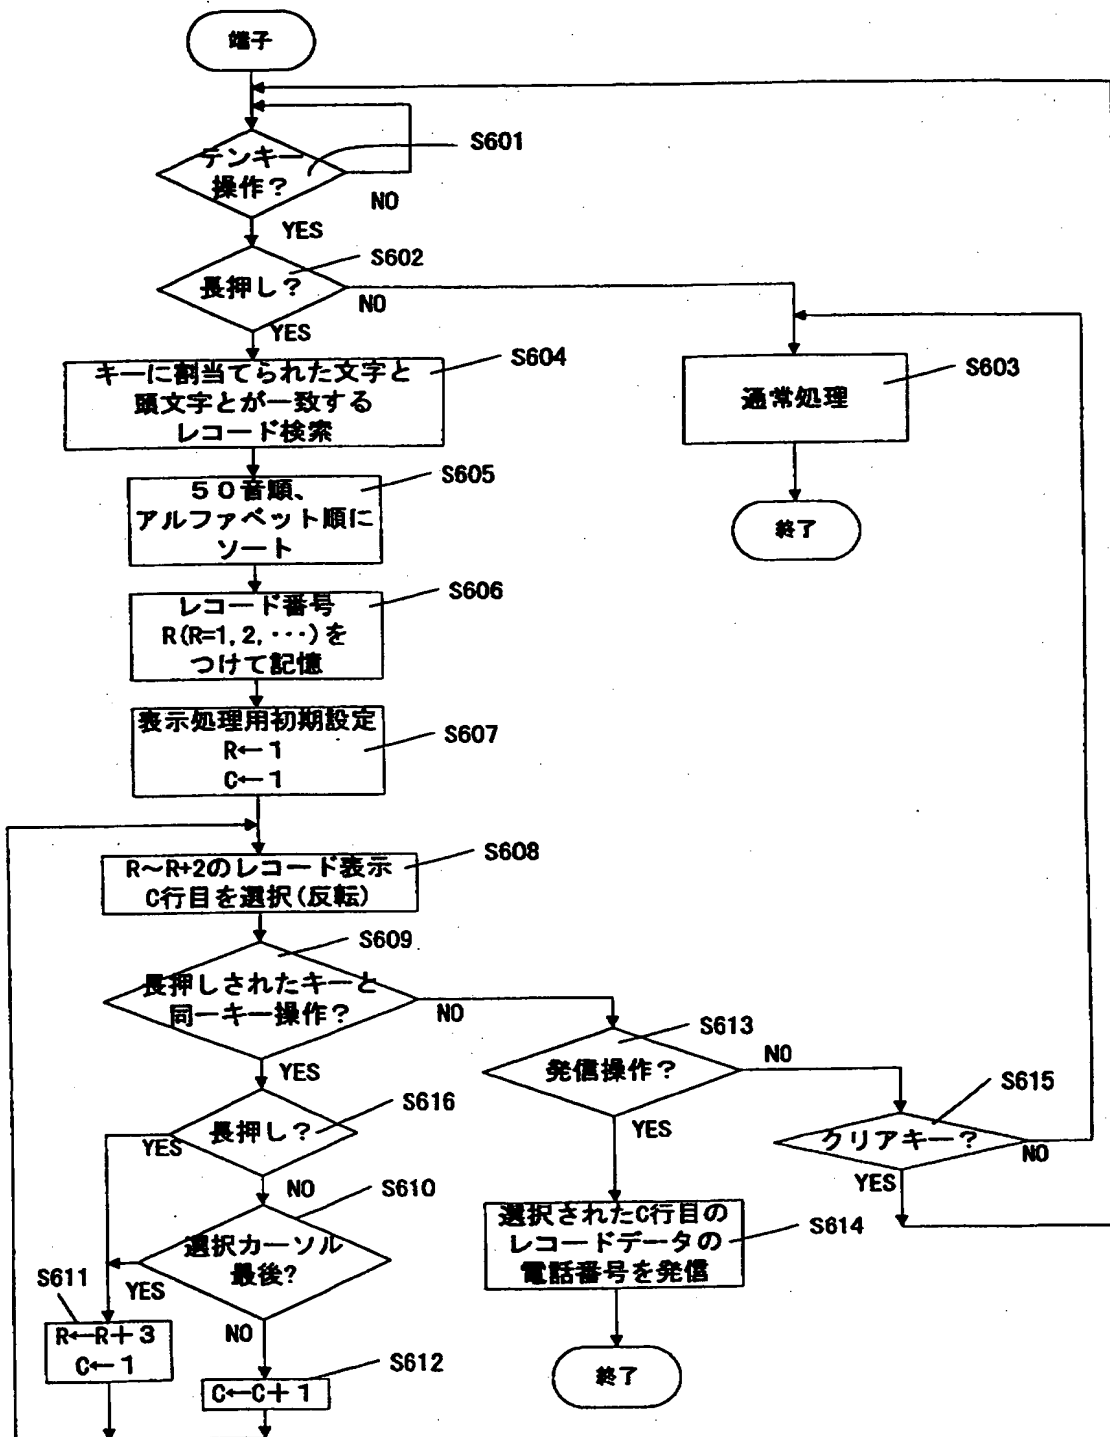 端子
テンキー
操作?
S601
NO
YES
長押し?
S602
NO
YES
キーに割当てられた文字と
頭文字とが一致する
レコード検索
S604
通常処理
S603
終了
50音順、
アルファベット順に
ソート
S605
レコード番号
R(R=1,2,···)を
つけて記憶
S606
表示処理用初期設定
R←1
C←1
S607
R~R+2のレコード表示
C行目を選択(反転)
S608
長押しされたキーと
同一キー操作?
S609
NO
YES
発信操作?
S613
NO
YES
クリアキー?
S615
NO
YES
長押し?
S616
YES
NO
選択カーソル
最後?
S610
YES
NO
選択されたC行目の
レコードデータの
電話番号を発信
S614
終了
S611
R←R+3
C←1
C←C+1
S612